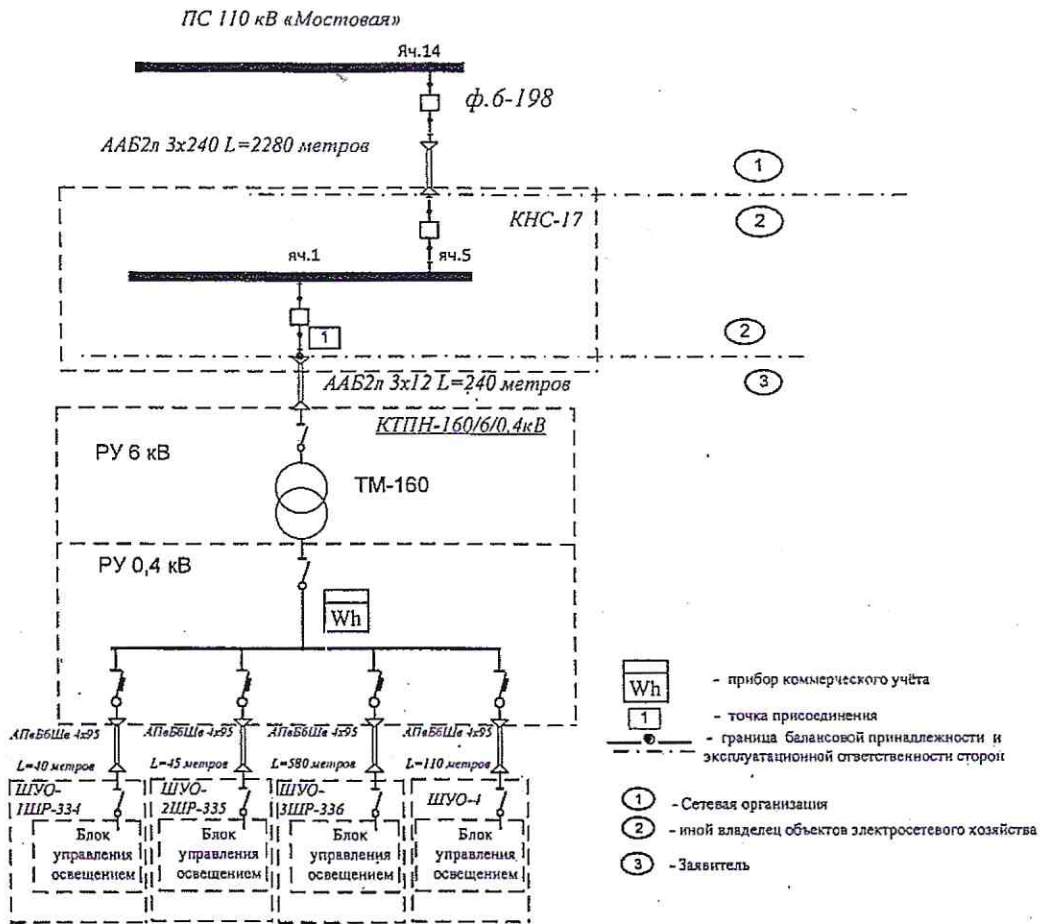 ПС 110 кВ «Мостовая»
Яч.14
ф.6-198
ААБ2л 3х240 L=2280 метров
1
2
КНС-17
яч.1
яч.5
1
2
ААБ2л 3х12 L=240 метров
3
КТПН-160/6/0,4кВ
РУ 6 кВ
ТМ-160
РУ 0,4 кВ
Wh
Wh
- прибор коммерческого учёта
1
- точка присоединения
- граница балансовой принадлежности и
эксплуатационной ответственности сторон
АПвБбШв 4х95
АПвБбШв 4х95
АПвБбШв 4х95
АПвБбШв 4х95
L=40 метров
L=45 метров
L=580 метров
L=110 метров
ШУО-
1ШР-334
ШУО-
2ШР-335
ШУО-
3ШР-336
ШУО-4
Блок
управления
освещением
Блок
управления
освещением
Блок
управления
освещением
Блок
управления
освещением
1
- Сетевая организация
2
- иной владелец объектов электросетевого хозяйства
3
- Заявитель